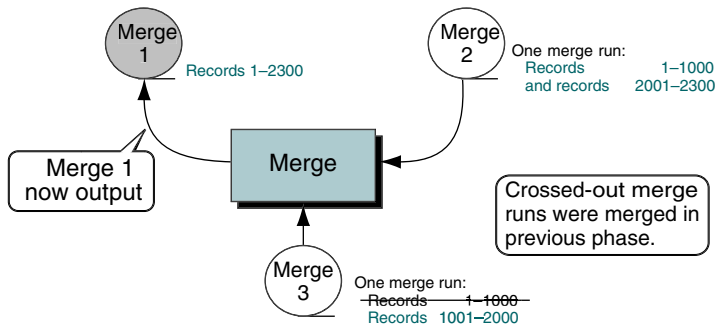 Merge
1
Records 1–2300
Merge
2
One merge run:
Records 1–1000
and records 2001–2300
Merge 1
now output
Merge
Crossed-out merge
runs were merged in
previous phase.
Merge
3
One merge run:
Records 1–1000
Records 1001–2000